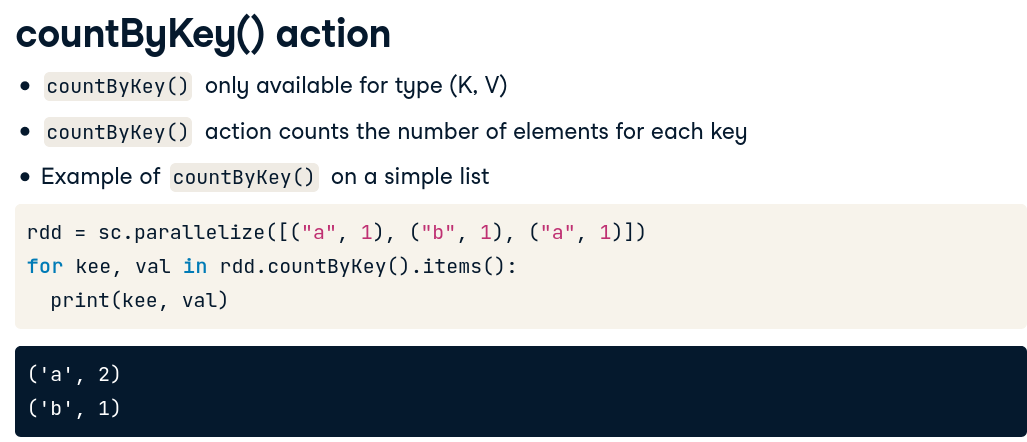 countByKey() action
• countByKey() only available for type (K, V)
• countByKey() action counts the number of elements for each key
• Example of countByKey() on a simple list
rdd = sc.parallelize([("a", 1), ("b", 1), ("a", 1)])
for kee, val in rdd.countByKey().items():
  print(kee, val)
('a', 2)
('b', 1)